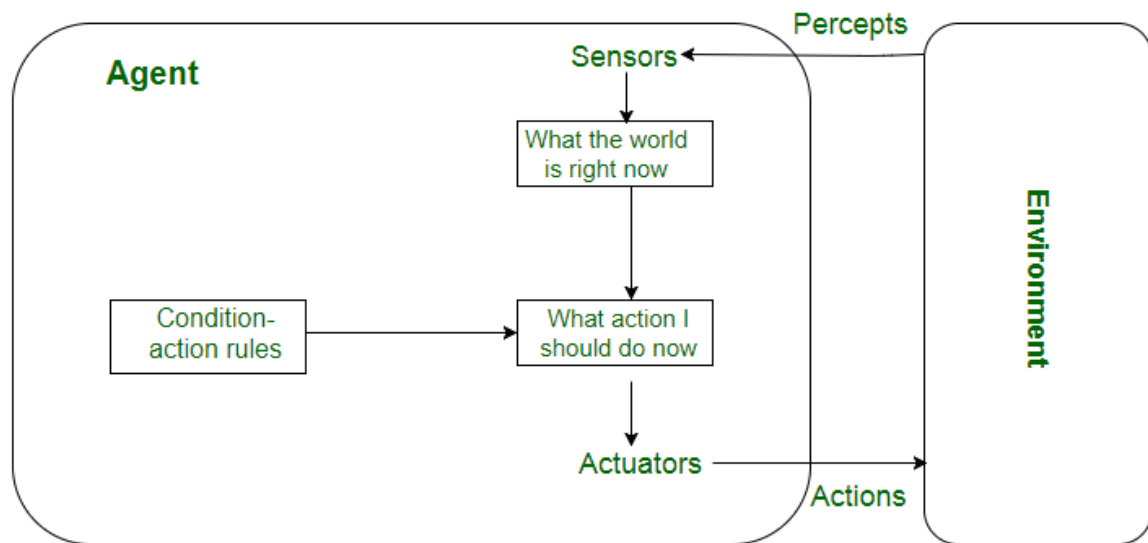 Percepts
Agent
Sensors
What the world
is right now
Environment
Condition-
action rules
What action I
should do now
Actuators
Actions